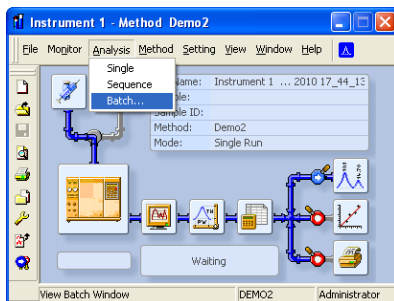 Instrument 1 - Method Demo2
File Monitor Analysis Method Setting View Window Help
Single
Sequence
Batch...
Name: Instrument 1 ... 2010 17_44_13
Sample ID:
Method: Demo2
Mode: Single Run
Waiting
View Batch Window DEMO2 Administrator